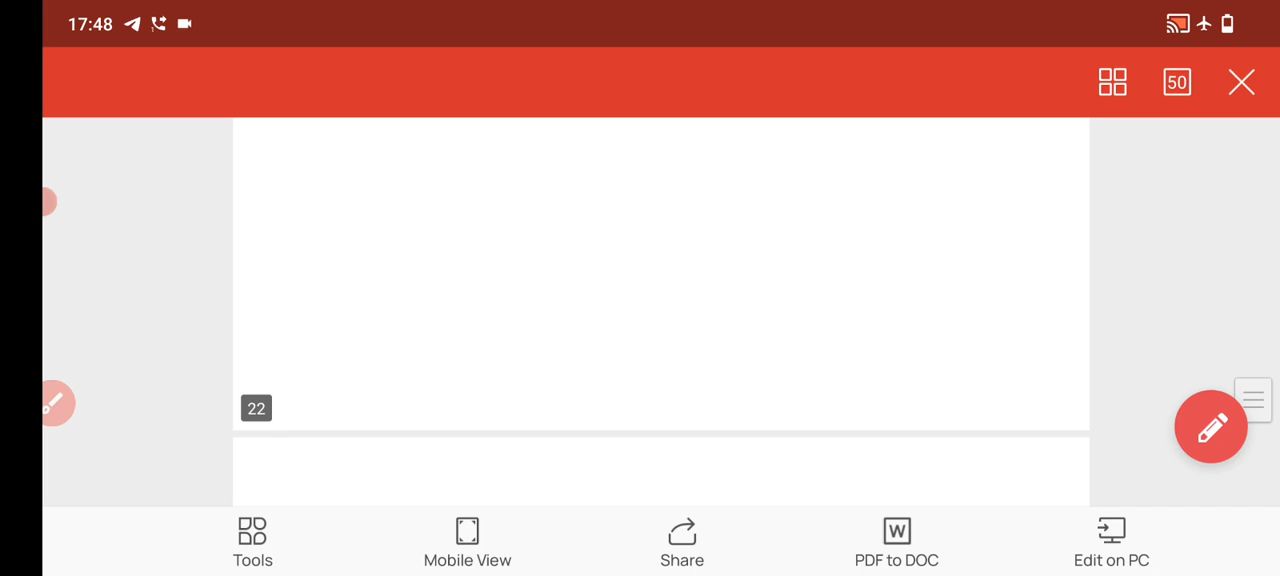 17:48
50
22
W
Tools
Mobile View
Share
PDF to DOC
Edit on PC